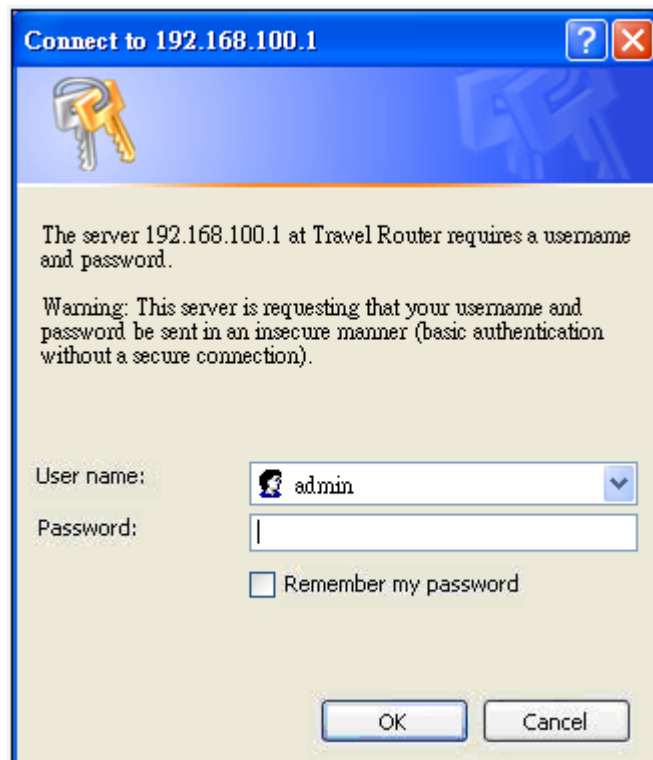 Connect to 192.168.100.1
The server 192.168.100.1 at Travel Router requires a username
and password.
Warning: This server is requesting that your username and
password be sent in an insecure manner (basic authentication
without a secure connection).
User name:
admin
Password:
Remember my password
OK
Cancel